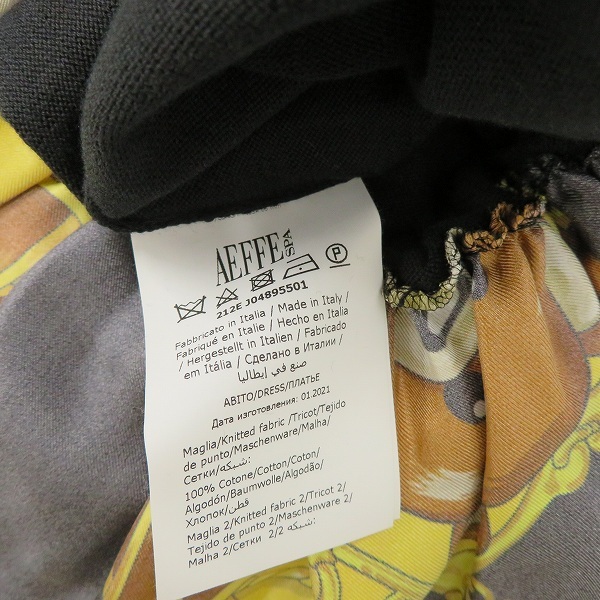 AEFFE SPA
212E J04895501
Fabbricato in Italia / Made in Italy /
Fabriqué en Italie / Hecho en Italia
/ Hergestellt in Italien / Fabricado
em Itália / Сделано в Италии /
صنع في إيطاليا
ABITO/DRESS/ПЛАТЬЕ
Дата изготовления: 01.2021
Maglia/Knitted fabric /Tricot/Tejido
de punto/Maschenware/Malha/
Сетки/شبكه:
100% Cotone/Cotton/Coton/
Algodón/Baumwolle/Algodão/
Хлопок/قطن
Maglia 2/Knitted fabric 2/Tricot 2/
Tejido de punto 2/Maschenware 2/
Malha 2/Сетки 2/2 شبكه: